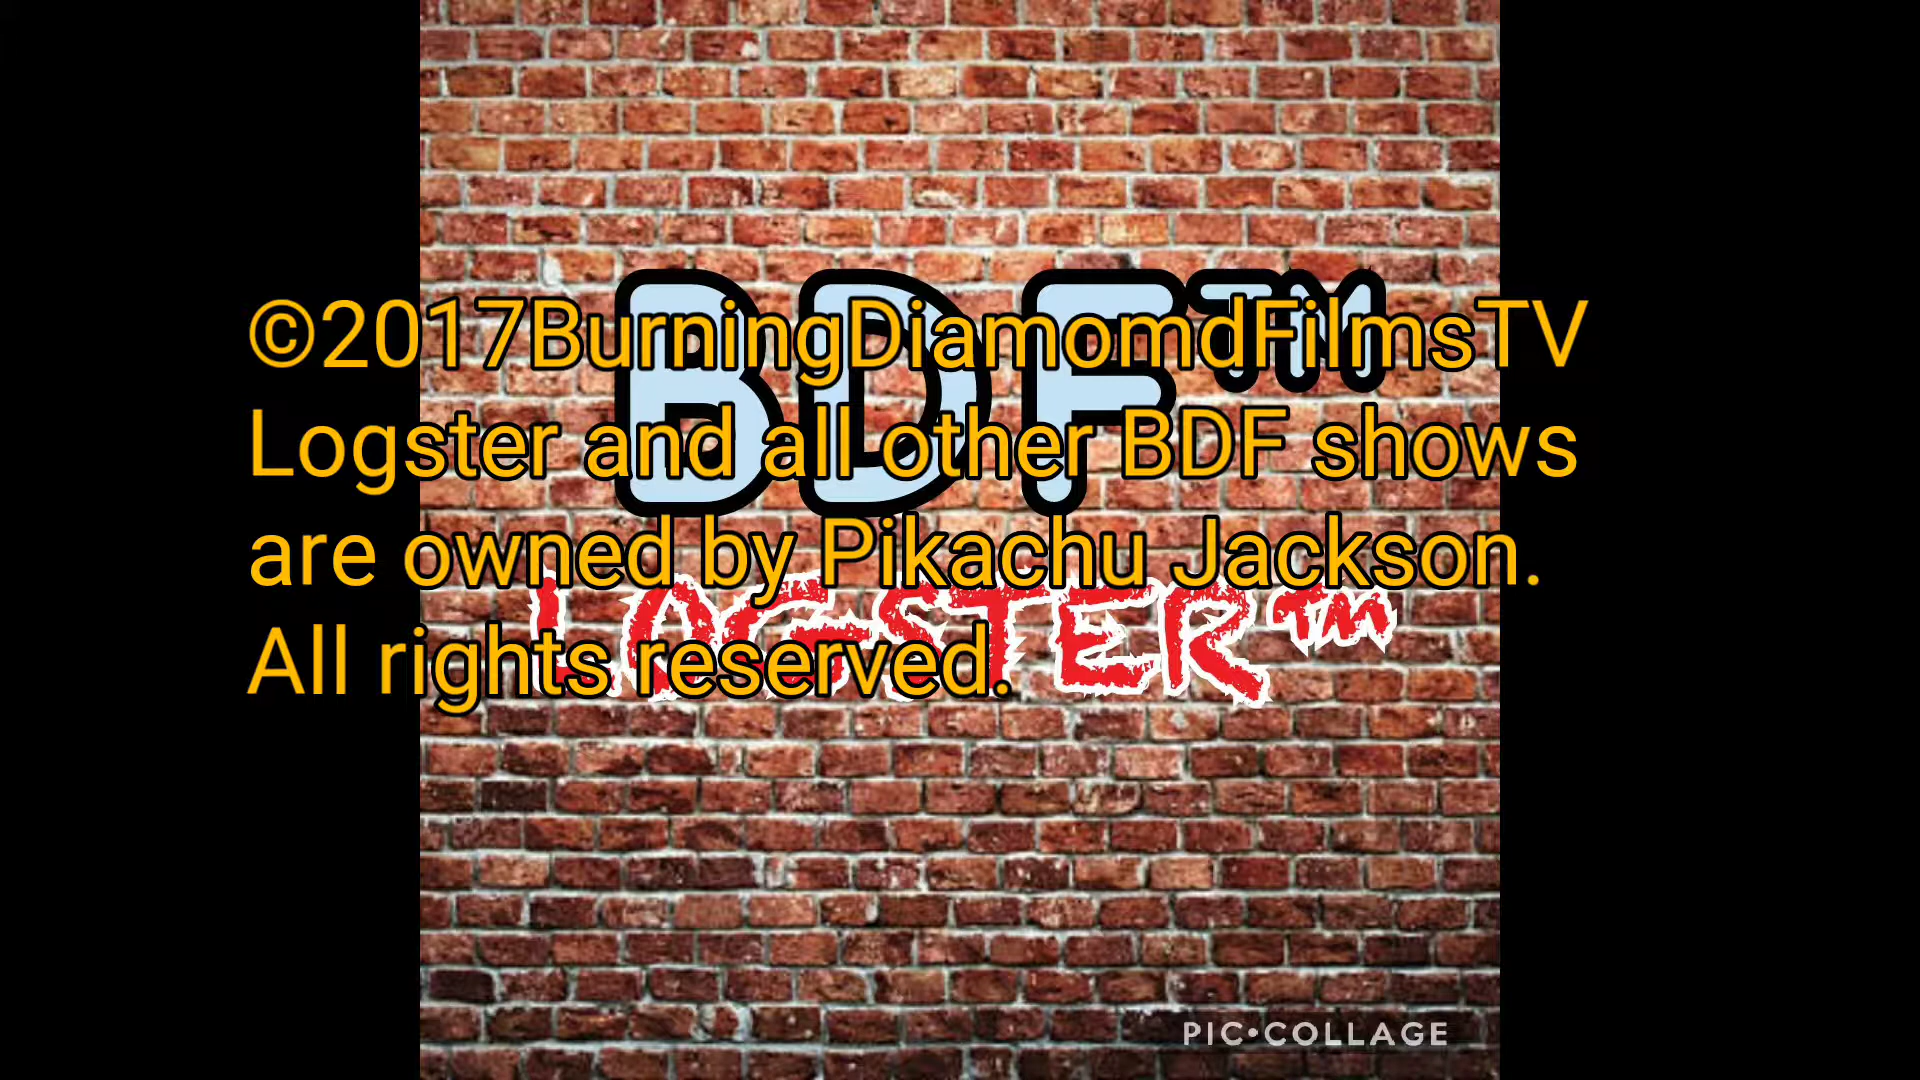 BDF™
©2017BurningDiamomdFilmsTV
Logster and all other BDF shows
are owned by Pikachu Jackson.
All rights reserved.
LOGSTER™
PIC•COLLAGE